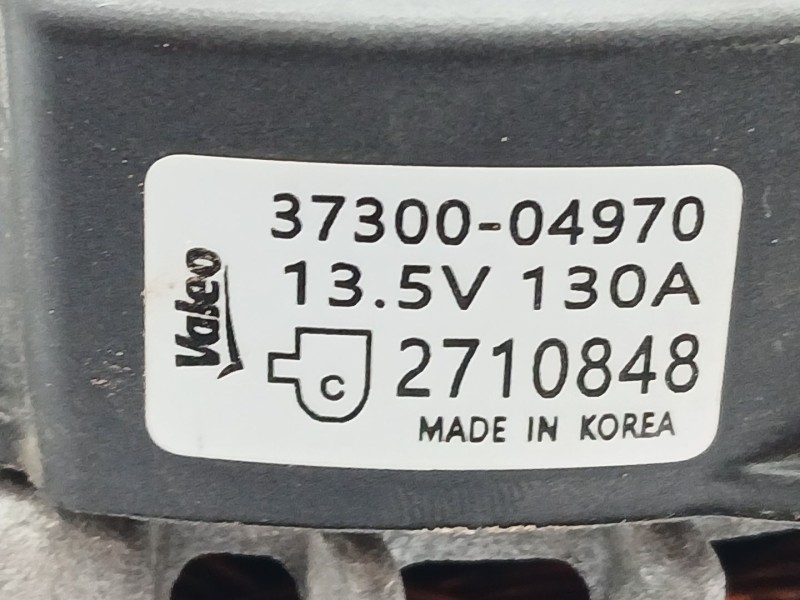 Valeo
37300-04970
13.5V 130A
C 2710848
MADE IN KOREA